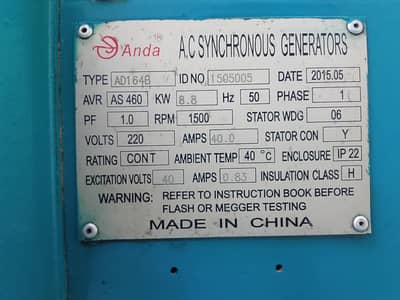 Anda A.C SYNCHRONOUS GENERATORS
TYPE AD164B ID NO 1505005 DATE 2015.05
AVR AS 460 KW 8.8 Hz 50 PHASE 1
PF 1.0 RPM 1500 STATOR WDG 06
VOLTS 220 AMPS 40.0 STATOR CON Y
RATING CONT AMBIENT TEMP 40 °C ENCLOSURE IP 22
EXCITATION VOLTS 40 AMPS 0.83 INSULATION CLASS H
WARNING: REFER TO INSTRUCTION BOOK BEFORE
FLASH OR MEGGER TESTING
MADE IN CHINA